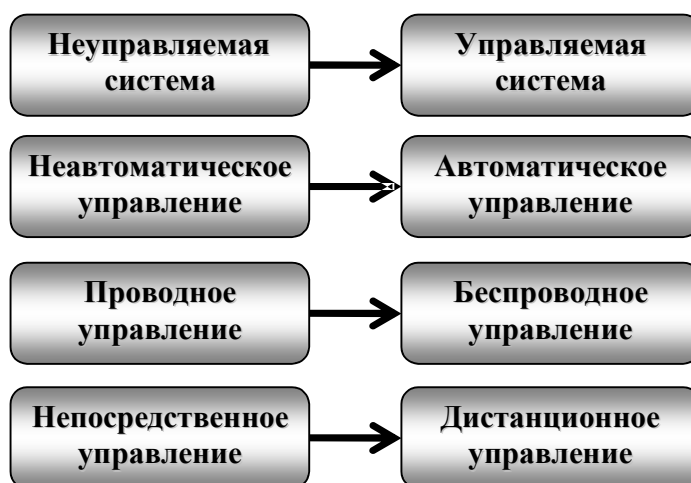 Неуправляемая
система
Управляемая
система
Неавтоматическое
управление
Автоматическое
управление
Проводное
управление
Беспроводное
управление
Непосредственное
управление
Дистанционное
управление